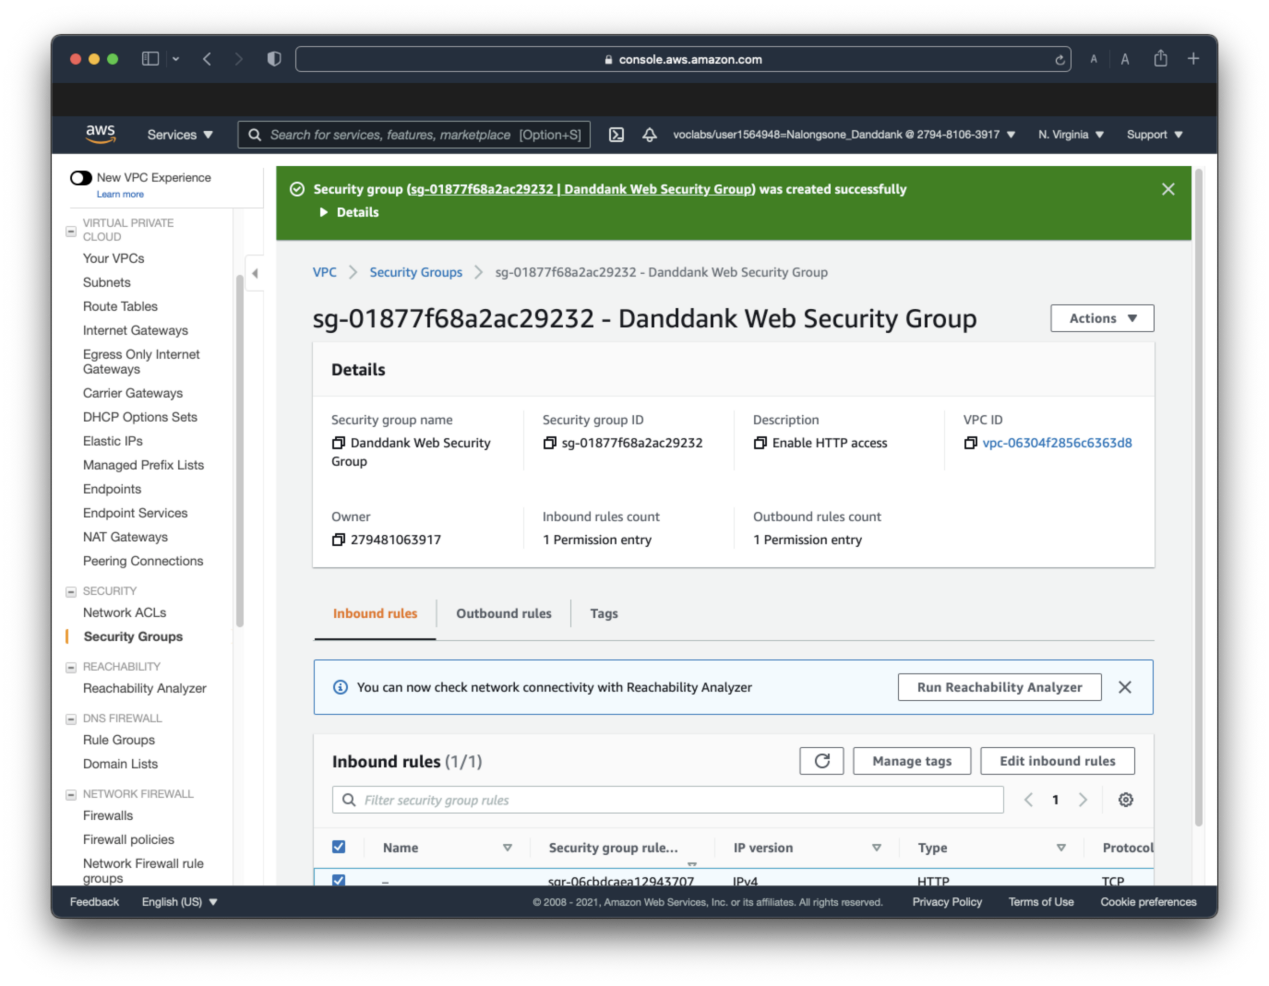 console.aws.amazon.com
A A
aws
Services
Search for services, features, marketplace [Option+S]
voclabs/user1564948=Nalongsone_Danddank @ 2794-8106-3917
N. Virginia
Support
New VPC Experience
Learn more
VIRTUAL PRIVATE
CLOUD
Your VPCs
Subnets
Route Tables
Internet Gateways
Egress Only Internet
Gateways
Carrier Gateways
DHCP Options Sets
Elastic IPs
Managed Prefix Lists
Endpoints
Endpoint Services
NAT Gateways
Peering Connections
SECURITY
Network ACLs
Security Groups
REACHABILITY
Reachability Analyzer
DNS FIREWALL
Rule Groups
Domain Lists
NETWORK FIREWALL
Firewalls
Firewall policies
Network Firewall rule
groups
Security group (sg-01877f68a2ac29232 | Danddank Web Security Group) was created successfully
Details
VPC
Security Groups
sg-01877f68a2ac29232 - Danddank Web Security Group
sg-01877f68a2ac29232 - Danddank Web Security Group
Actions
Details
Security group name
Danddank Web Security
Group
Security group ID
sg-01877f68a2ac29232
Description
Enable HTTP access
VPC ID
vpc-06304f2856c6363d8
Owner
279481063917
Inbound rules count
1 Permission entry
Outbound rules count
1 Permission entry
Inbound rules
Outbound rules
Tags
You can now check network connectivity with Reachability Analyzer
Run Reachability Analyzer
Inbound rules (1/1)
Manage tags
Edit inbound rules
Filter security group rules
1
Name
Security group rule...
IP version
Type
Protocol
–
sgr-06cbdcaea12943707
IPv4
HTTP
TCP
Feedback
English (US)
© 2008 - 2021, Amazon Web Services, Inc. or its affiliates. All rights reserved.
Privacy Policy
Terms of Use
Cookie preferences